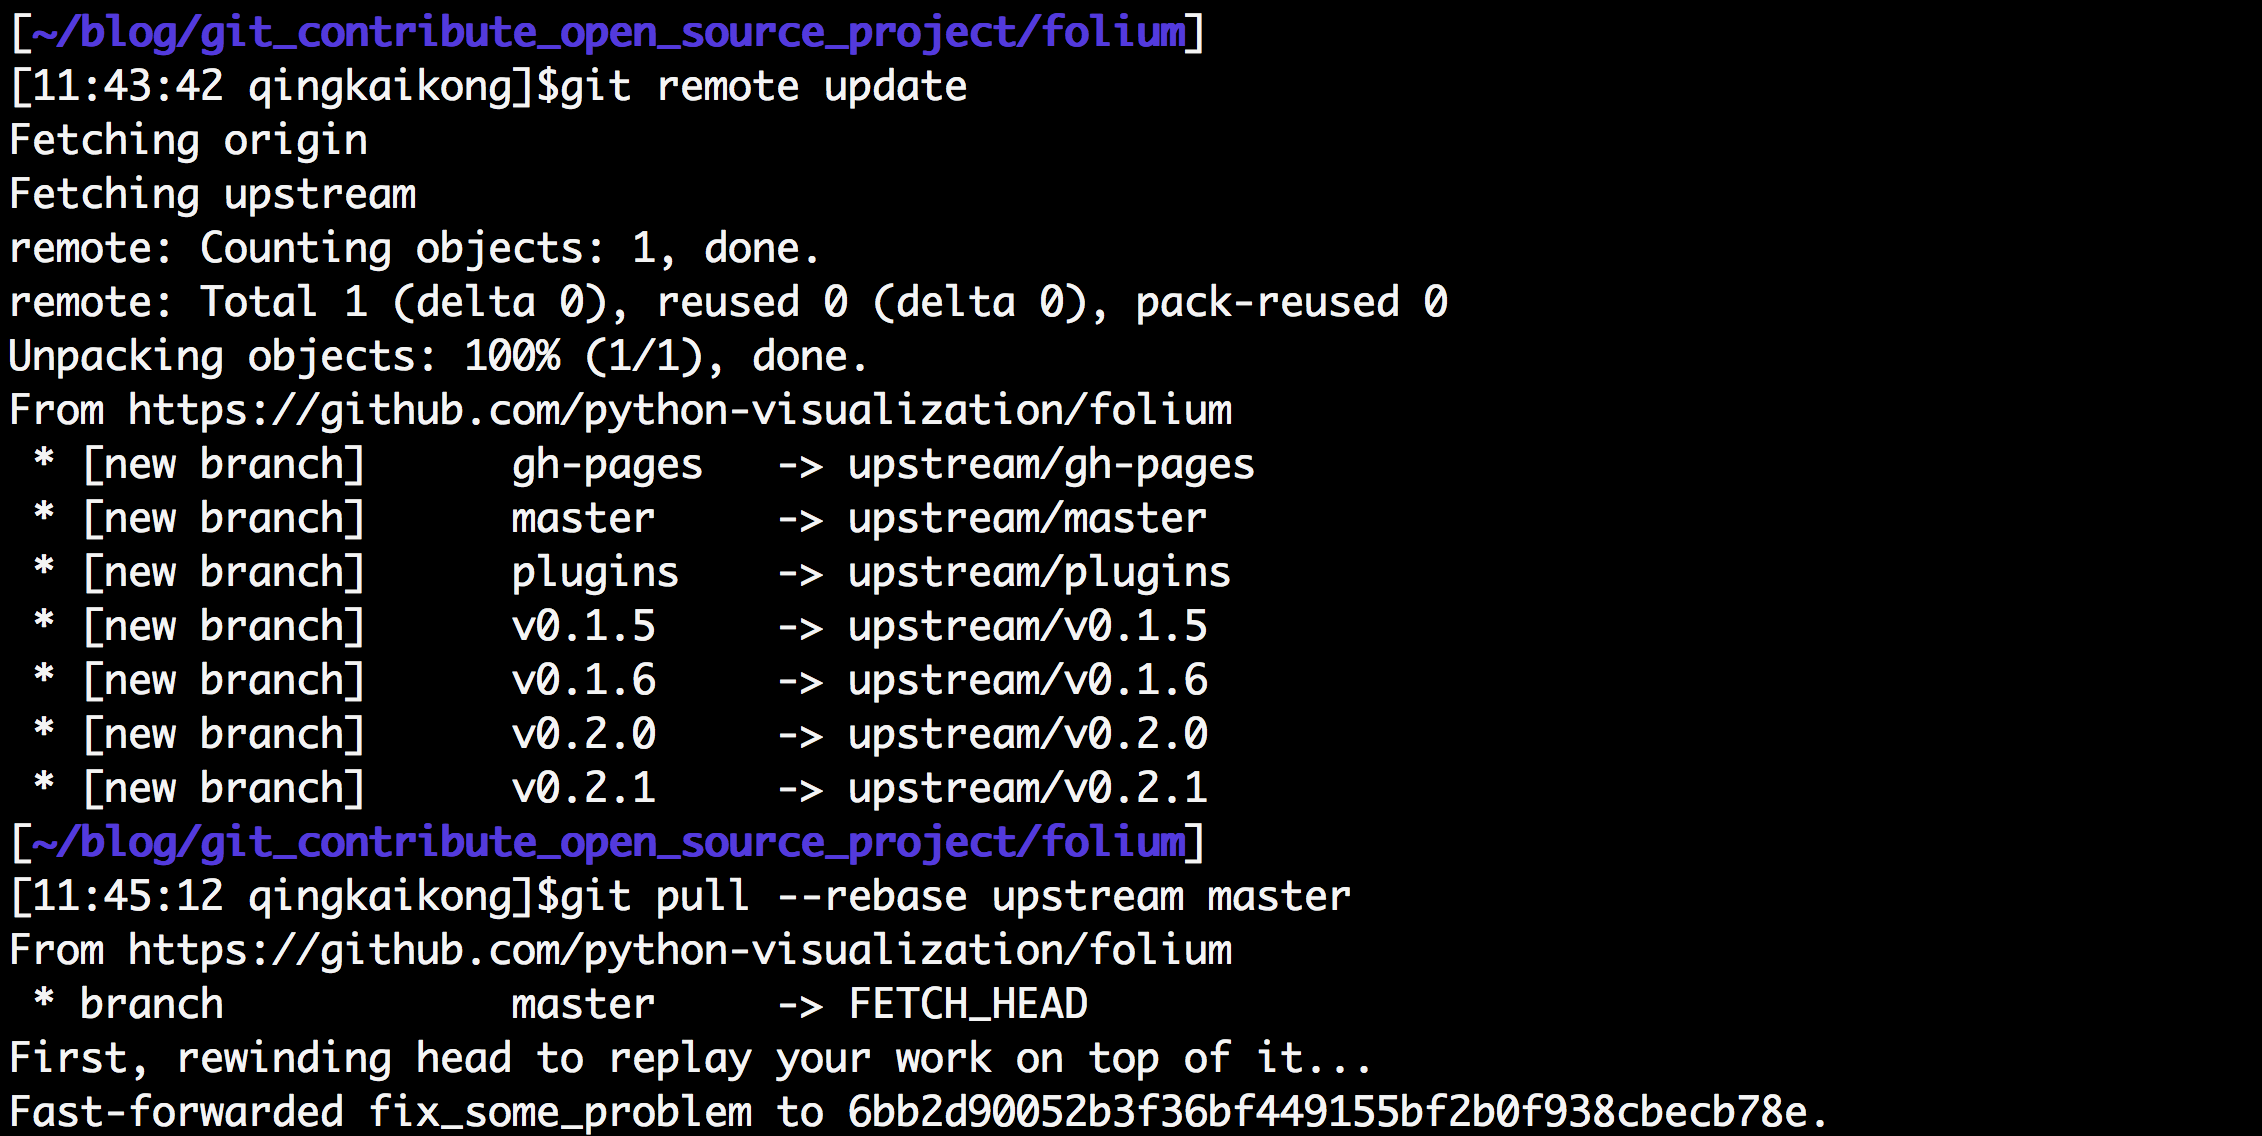 [~/blog/git_contribute_open_source_project/folium]
[11:43:42 qingkaikong]$git remote update
Fetching origin
Fetching upstream
remote: Counting objects: 1, done.
remote: Total 1 (delta 0), reused 0 (delta 0), pack-reused 0
Unpacking objects: 100% (1/1), done.
From https://github.com/python-visualization/folium
 * [new branch]      gh-pages   -> upstream/gh-pages
 * [new branch]      master     -> upstream/master
 * [new branch]      plugins    -> upstream/plugins
 * [new branch]      v0.1.5     -> upstream/v0.1.5
 * [new branch]      v0.1.6     -> upstream/v0.1.6
 * [new branch]      v0.2.0     -> upstream/v0.2.0
 * [new branch]      v0.2.1     -> upstream/v0.2.1
[~/blog/git_contribute_open_source_project/folium]
[11:45:12 qingkaikong]$git pull --rebase upstream master
From https://github.com/python-visualization/folium
 * branch            master     -> FETCH_HEAD
First, rewinding head to replay your work on top of it...
Fast-forwarded fix_some_problem to 6bb2d90052b3f36bf449155bf2b0f938cbecb78e.